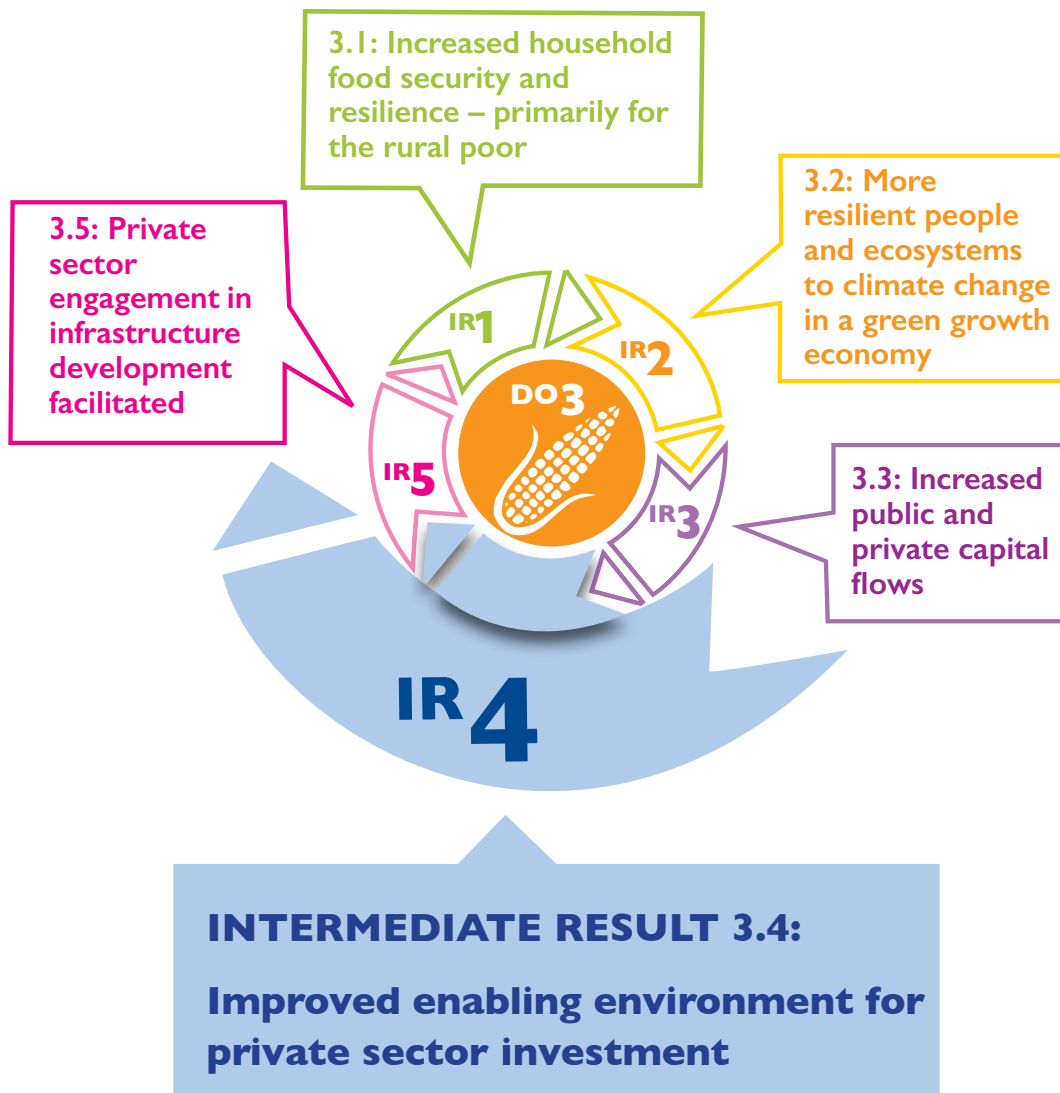 3.1: Increased household
food security and
resilience – primarily for
the rural poor
3.2: More
resilient people
and ecosystems
to climate change
in a green growth
economy
3.5: Private
sector
engagement in
infrastructure
development
facilitated
IR1
IR2
DO3
IR5
IR3
3.3: Increased
public and
private capital
flows
IR4
INTERMEDIATE RESULT 3.4:
Improved enabling environment for
private sector investment